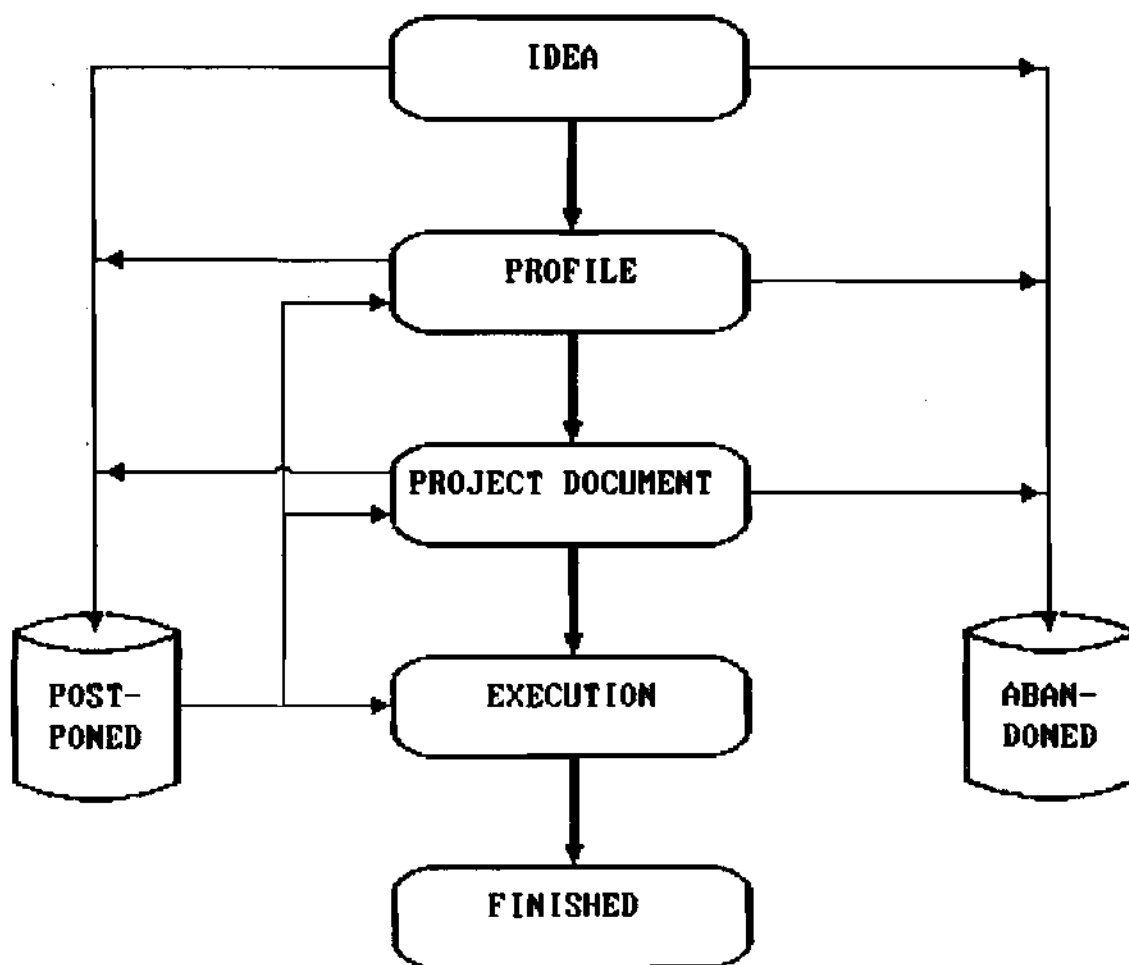 IDEA
PROFILE
PROJECT DOCUMENT
POST-
PONED
EXECUTION
ABAN-
DONED
FINISHED